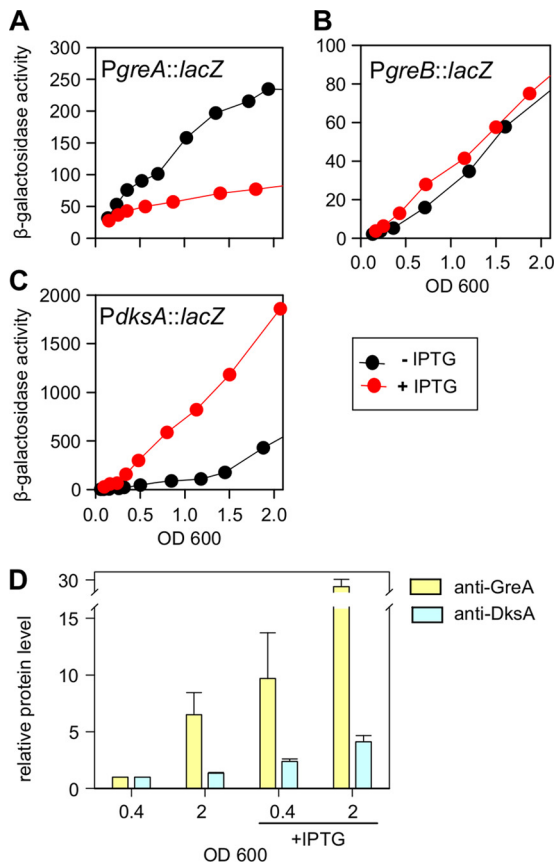 A
PgreA::lacZ
β-galactosidase activity
300
250
200
150
100
50
0
B
PgreB::lacZ
100
80
60
40
20
0
0.0 0.5 1.0 1.5 2.0
OD 600
C
PdksA::lacZ
β-galactosidase activity
2000
1500
1000
500
0
0.0 0.5 1.0 1.5 2.0
OD 600
- IPTG
+ IPTG
D
relative protein level
30
15
10
5
0
0.4 2 0.4 2
+IPTG
OD 600
anti-GreA
anti-DksA